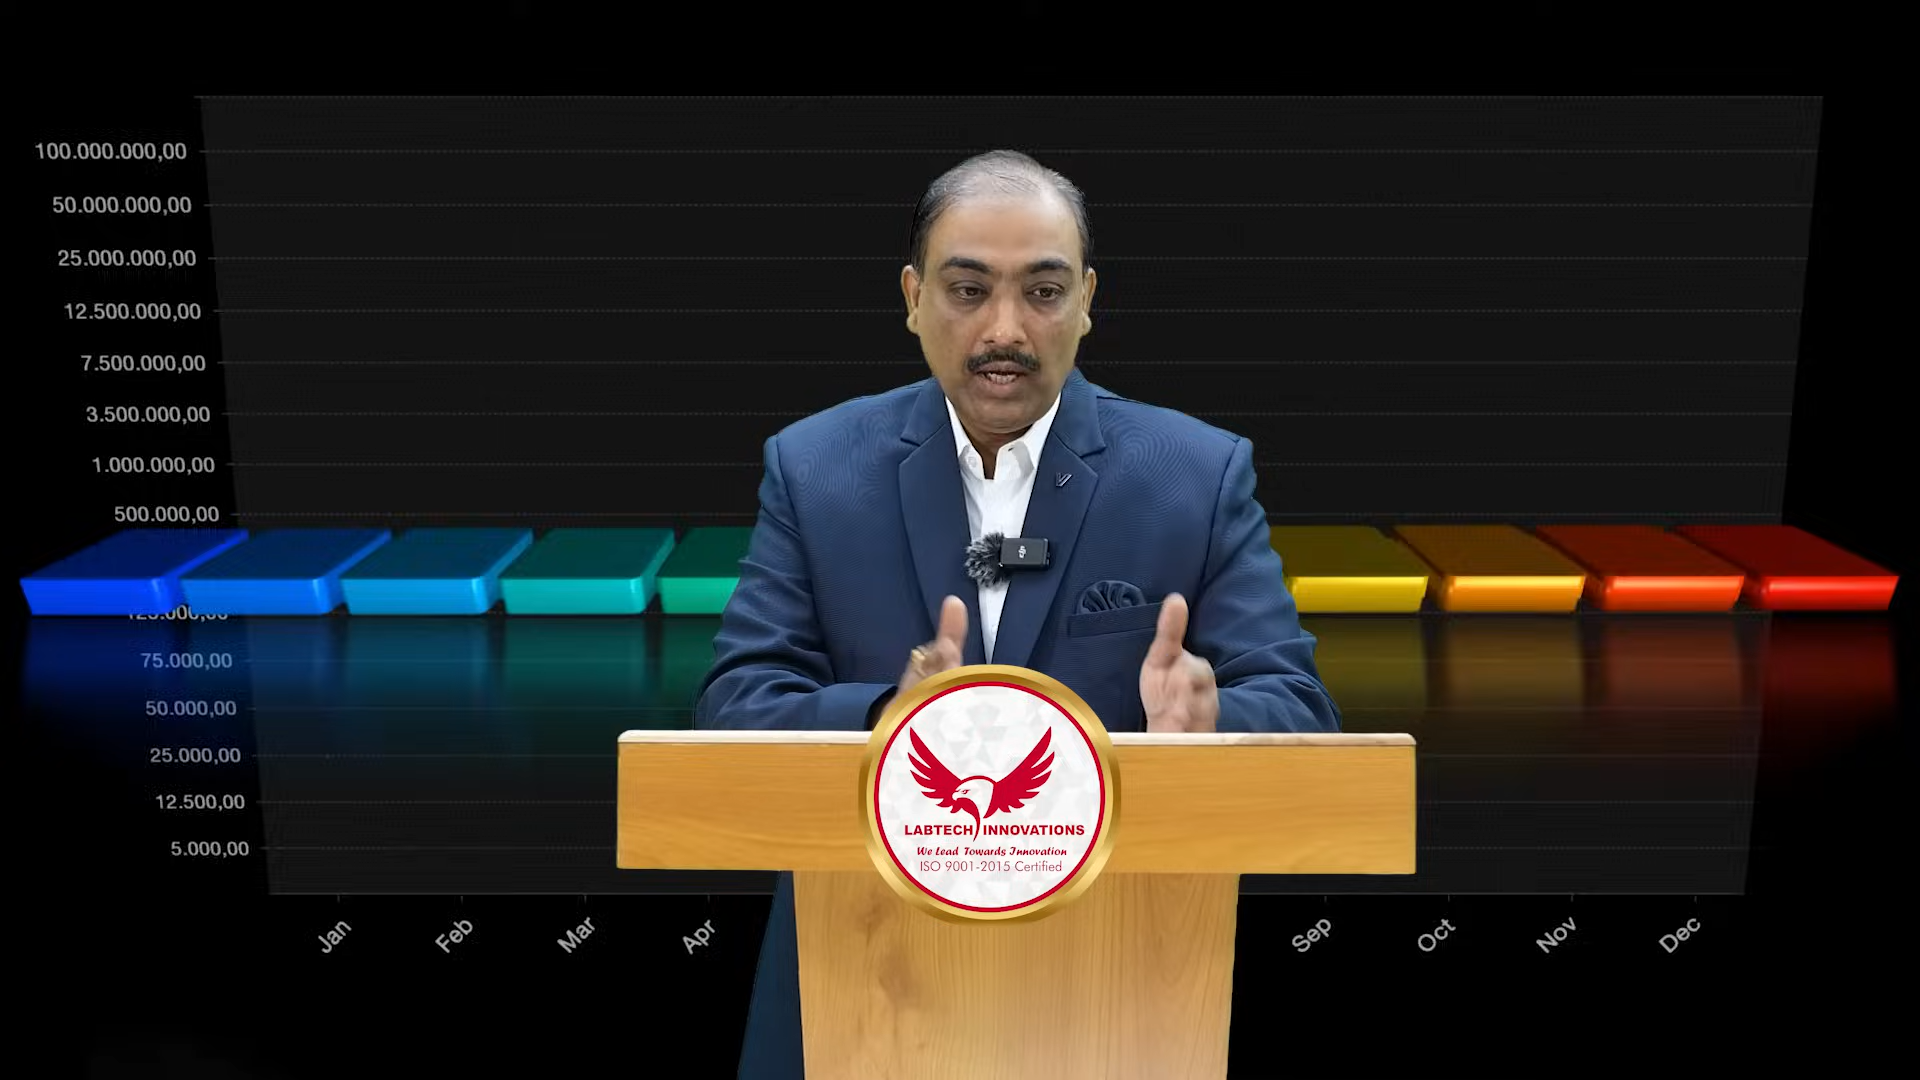 100.000.000,00
50.000.000,00
25.000.000,00
12.500.000,00
7.500.000,00
3.500.000,00
1.000.000,00
500.000,00
125.000,00
75.000,00
50.000,00
25.000,00
12.500,00
5.000,00
Jan
Feb
Mar
Apr
Sep
Oct
Nov
Dec
LABTECH INNOVATIONS
We Lead Towards Innovation
ISO 9001-2015 Certified